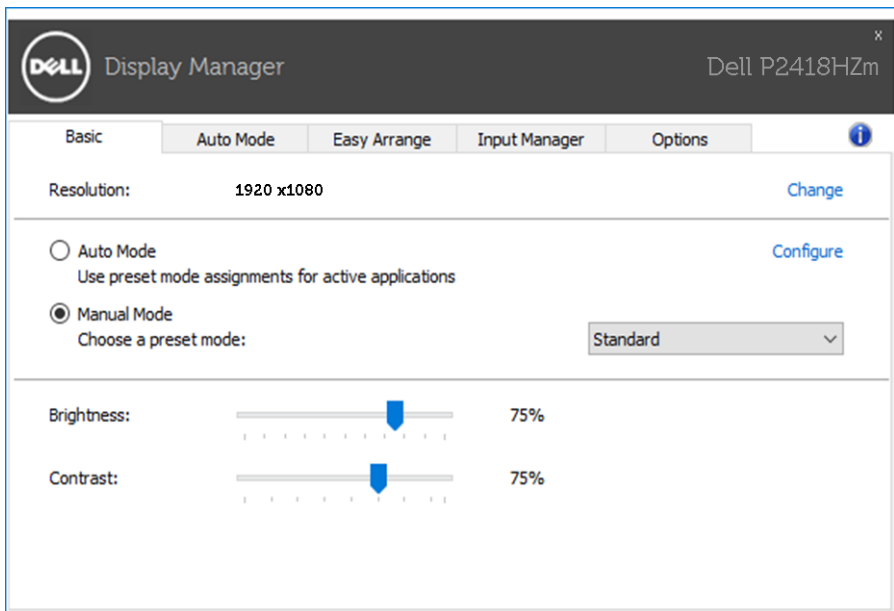 DELL Display Manager
x
Dell P2418HZm
Basic Auto Mode Easy Arrange Input Manager Options
Resolution: 1920 x1080 Change
Auto Mode Configure
Use preset mode assignments for active applications
Manual Mode
Choose a preset mode: Standard
Brightness: 75%
Contrast: 75%